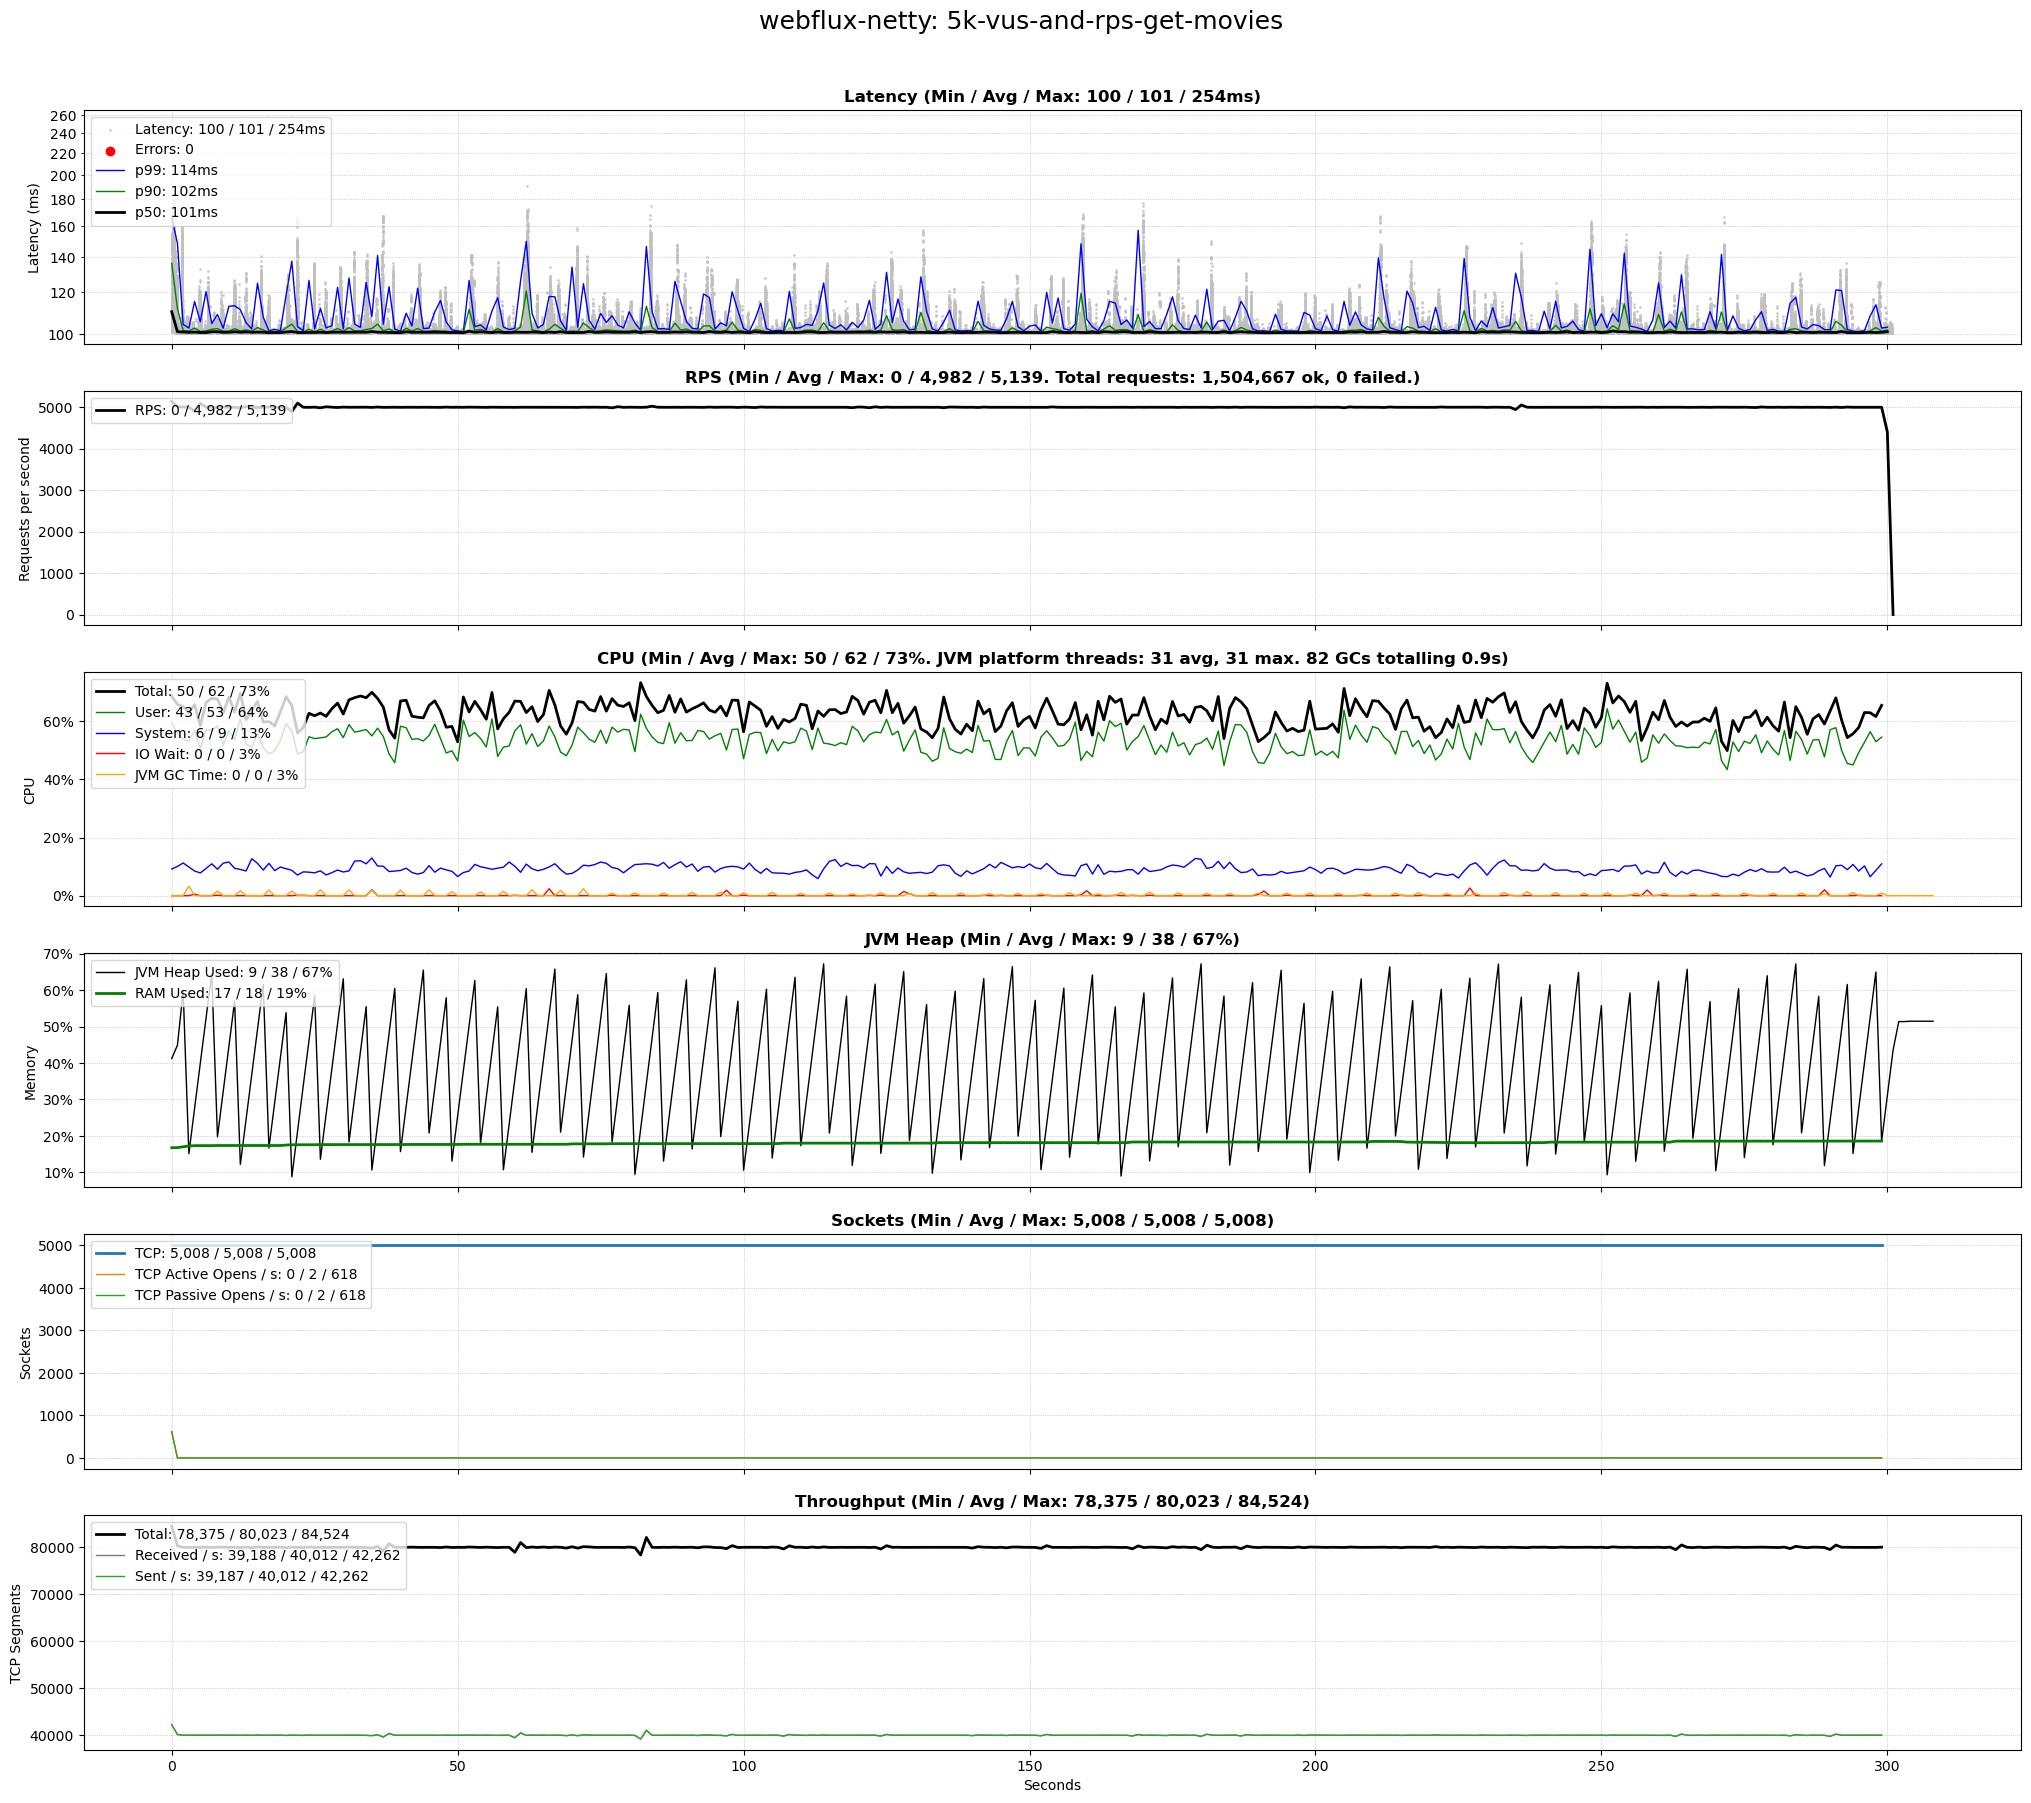 webflux-netty: 5k-vus-and-rps-get-movies
Latency (Min / Avg / Max: 100 / 101 / 254ms)
Latency (ms)
260
240
220
200
180
160
140
120
100
Latency: 100 / 101 / 254ms
Errors: 0
p99: 114ms
p90: 102ms
p50: 101ms
RPS (Min / Avg / Max: 0 / 4,982 / 5,139. Total requests: 1,504,667 ok, 0 failed.)
Requests per second
5000
4000
3000
2000
1000
0
RPS: 0 / 4,982 / 5,139
CPU (Min / Avg / Max: 50 / 62 / 73%. JVM platform threads: 31 avg, 31 max. 82 GCs totalling 0.9s)
CPU
60%
40%
20%
0%
Total: 50 / 62 / 73%
User: 43 / 53 / 64%
System: 6 / 9 / 13%
IO Wait: 0 / 0 / 3%
JVM GC Time: 0 / 0 / 3%
JVM Heap (Min / Avg / Max: 9 / 38 / 67%)
Memory
70%
60%
50%
40%
30%
20%
10%
JVM Heap Used: 9 / 38 / 67%
RAM Used: 17 / 18 / 19%
Sockets (Min / Avg / Max: 5,008 / 5,008 / 5,008)
Sockets
5000
4000
3000
2000
1000
0
TCP: 5,008 / 5,008 / 5,008
TCP Active Opens / s: 0 / 2 / 618
TCP Passive Opens / s: 0 / 2 / 618
Throughput (Min / Avg / Max: 78,375 / 80,023 / 84,524)
TCP Segments
80000
70000
60000
50000
40000
Total: 78,375 / 80,023 / 84,524
Received / s: 39,188 / 40,012 / 42,262
Sent / s: 39,187 / 40,012 / 42,262
0 50 100 150 200 250 300
Seconds